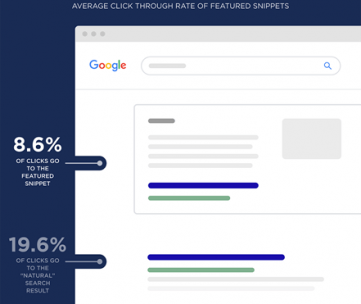 AVERAGE CLICK THROUGH RATE OF FEATURED SNIPPETS
Google
8.6%
OF CLICKS GO
TO THE
FEATURED
SNIPPET
19.6%
OF CLICKS GO
TO THE
"NATURAL"
SEARCH
RESULT